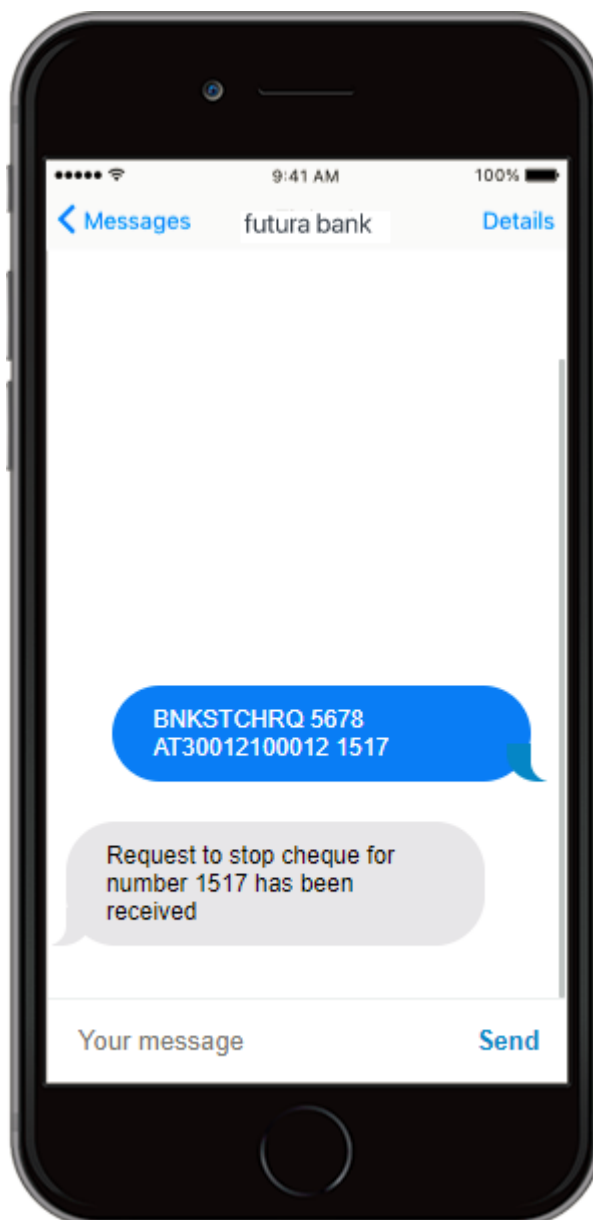 9:41 AM 100%
Messages futura bank Details
BNKSTCHRQ 5678
AT30012100012 1517
Request to stop cheque for
number 1517 has been
received
Your message Send